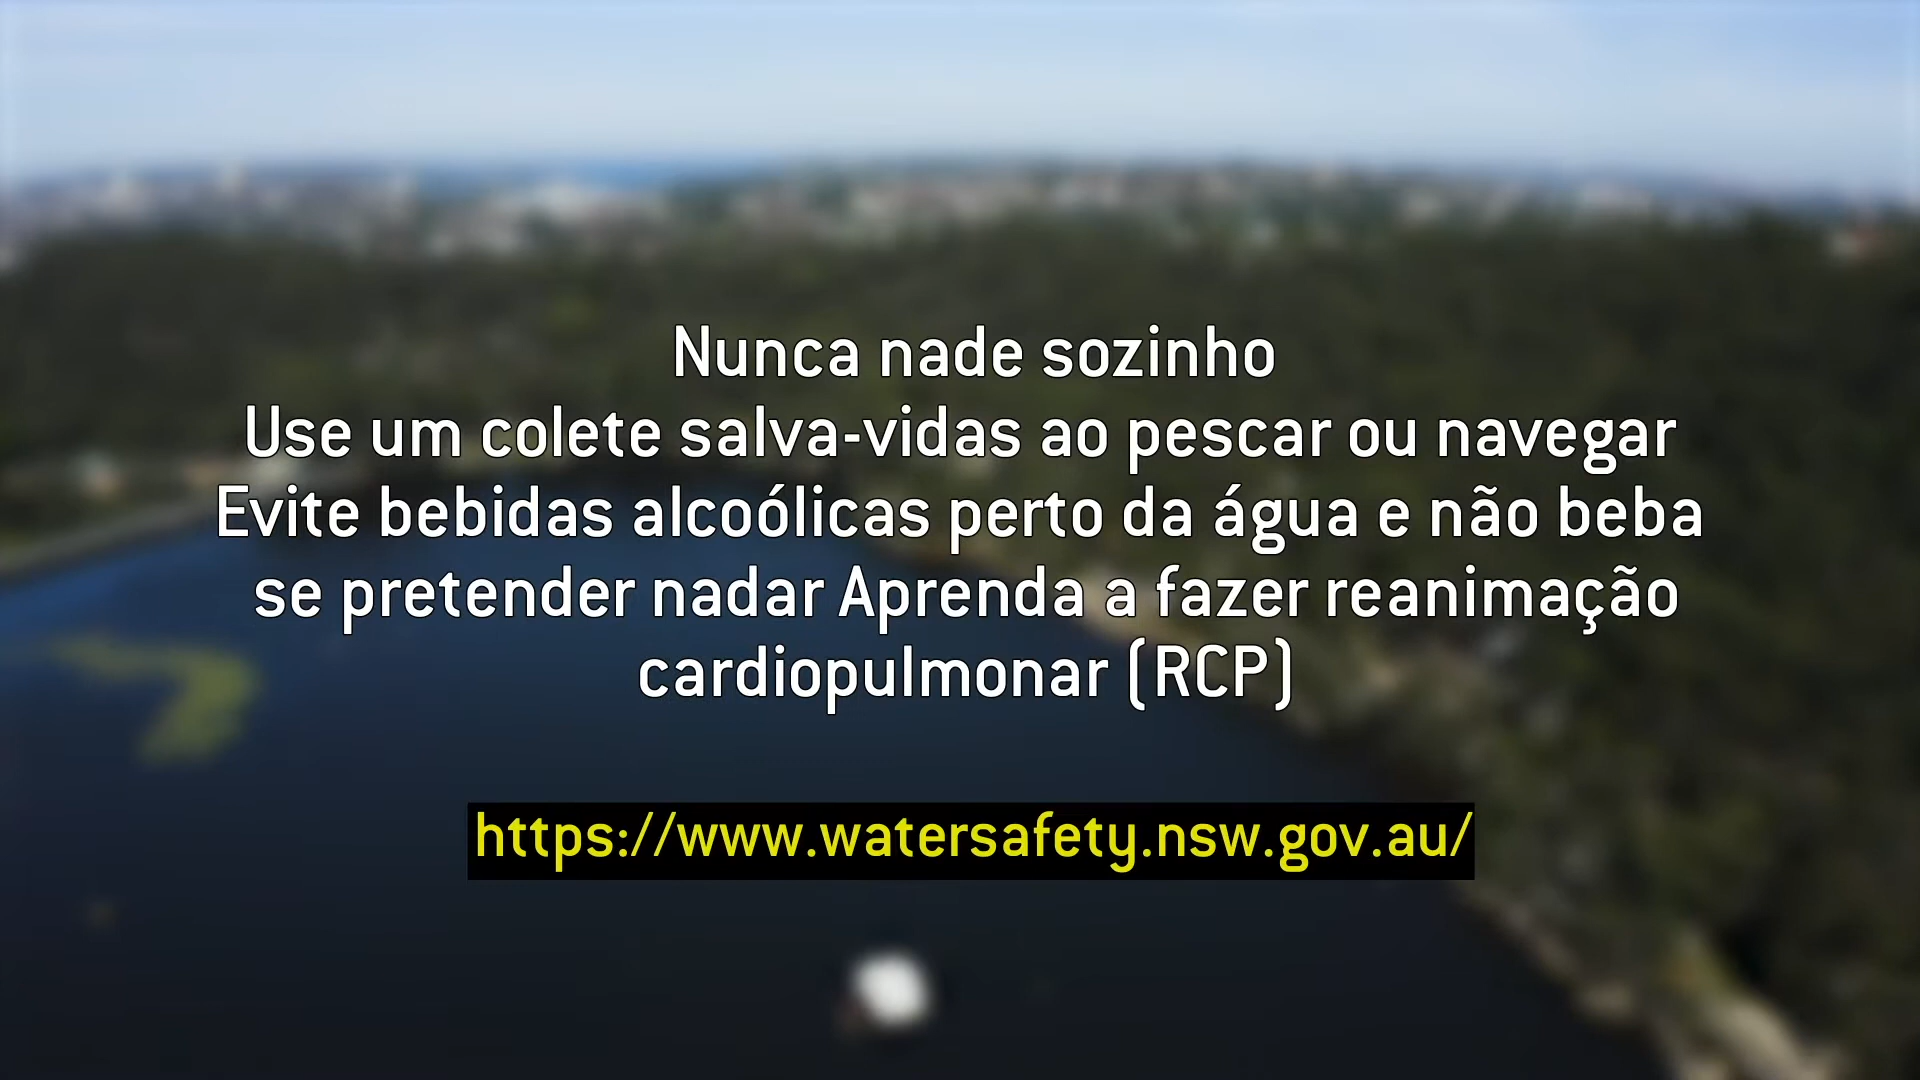 Nunca nade sozinho
Use um colete salva-vidas ao pescar ou navegar
Evite bebidas alcoólicas perto da água e não beba
se pretender nadar Aprenda a fazer reanimação
cardiopulmonar (RCP)
https://www.watersafety.nsw.gov.au/